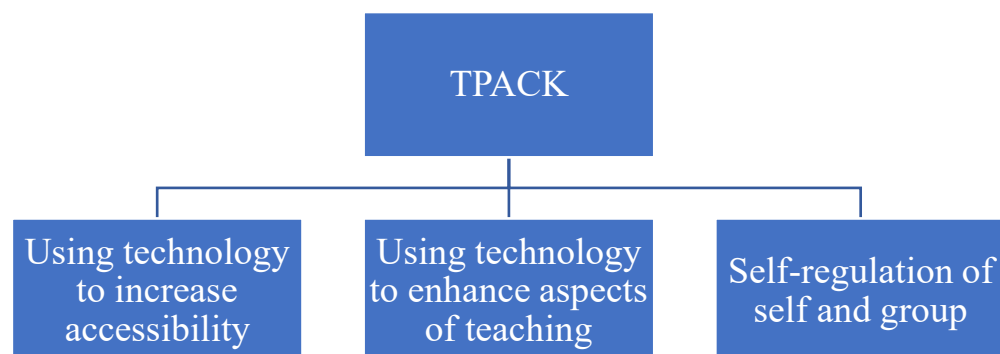 TPACK
Using technology
to increase
accessibility
Using technology
to enhance aspects
of teaching
Self-regulation of
self and group